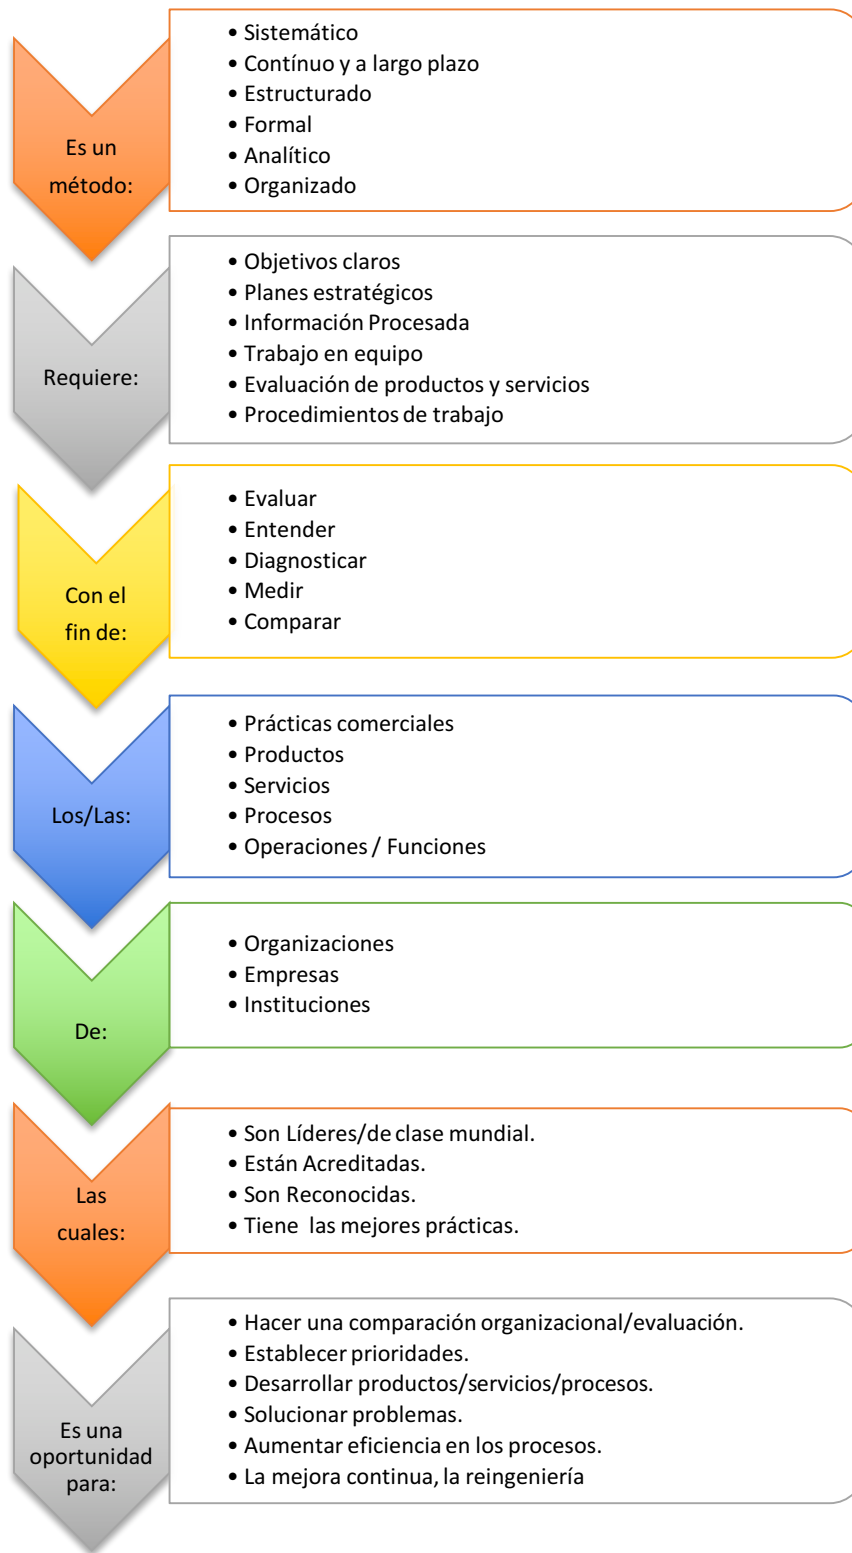 Es un
método:
• Sistemático
• Contínuo y a largo plazo
• Estructurado
• Formal
• Analítico
• Organizado
Requiere:
• Objetivos claros
• Planes estratégicos
• Información Procesada
• Trabajo en equipo
• Evaluación de productos y servicios
• Procedimientos de trabajo
Con el
fin de:
• Evaluar
• Entender
• Diagnosticar
• Medir
• Comparar
Los/Las:
• Prácticas comerciales
• Productos
• Servicios
• Procesos
• Operaciones / Funciones
De:
• Organizaciones
• Empresas
• Instituciones
Las
cuales:
• Son Líderes/de clase mundial.
• Están Acreditadas.
• Son Reconocidas.
• Tiene las mejores prácticas.
Es una
oportunidad
para:
• Hacer una comparación organizacional/evaluación.
• Establecer prioridades.
• Desarrollar productos/servicios/procesos.
• Solucionar problemas.
• Aumentar eficiencia en los procesos.
• La mejora continua, la reingeniería